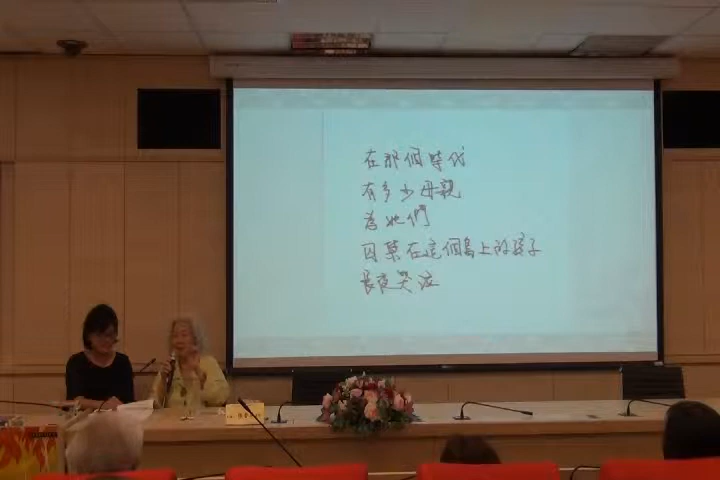 在那個時代
有多少母親
為她們
囚禁在這個島上的孩子
長夜哭泣